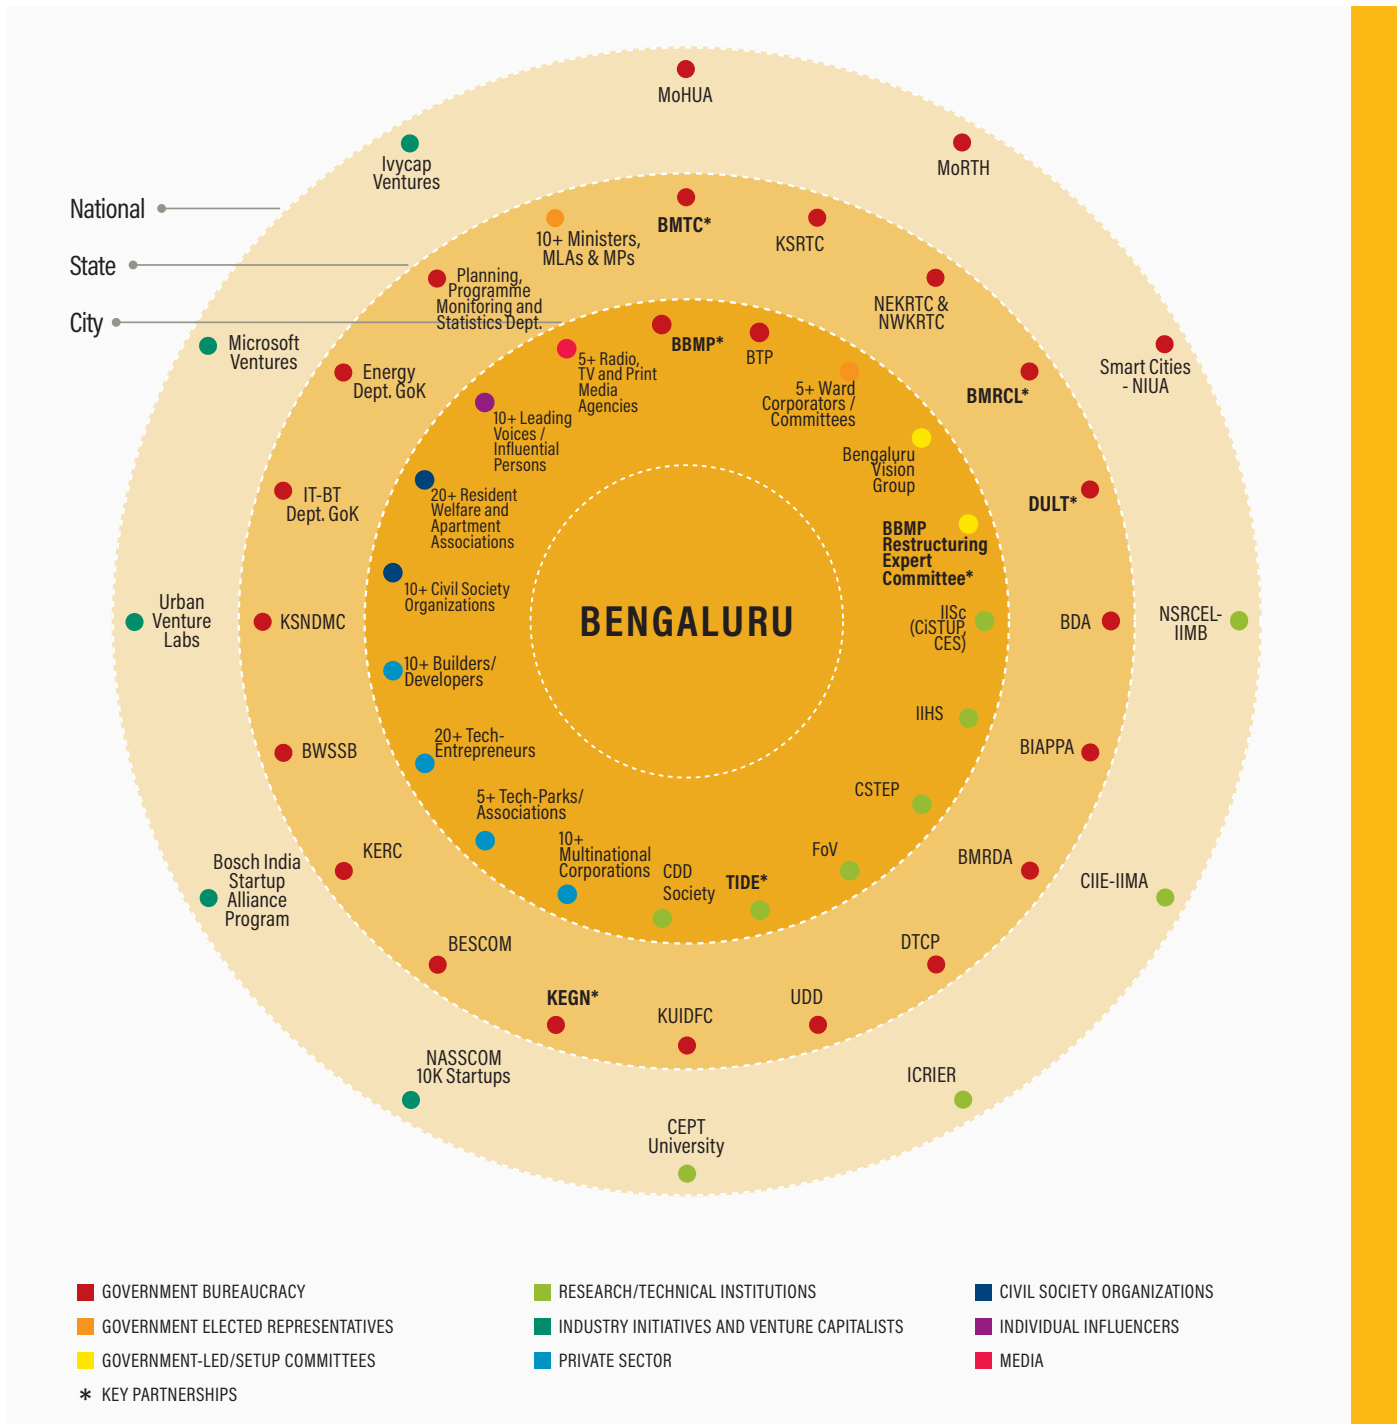 MoHUA
Ivycap
Ventures
MoRTH
National
State
City
BMTC*
KSRTC
10+ Ministers,
MLAs & MPs
Planning,
Programme
Monitoring and
Statistics Dept.
NEKRTC &
NWKRTC
Microsoft
Ventures
Energy
Dept. GoK
BMRCL*
Smart Cities
- NIUA
BBMP*
BTP
5+ Radio,
TV and Print
Media
Agencies
5+ Ward
Corporators /
Committees
10+ Leading
Voices /
Influential
Persons
Bengaluru
Vision
Group
IT-BT
Dept. GoK
DULT*
20+ Resident
Welfare and
Apartment
Associations
BBMP
Restructuring
Expert
Committee*
10+ Civil Society
Organizations
Urban
Venture
Labs
KSNDMC
BENGALURU
IISc
(CiSTUP,
CES)
BDA
NSRCEL-
IIMB
10+ Builders/
Developers
IIHS
BWSSB
20+ Tech-
Entrepreneurs
BIAPPA
5+ Tech-Parks/
Associations
CSTEP
KERC
10+
Multinational
Corporations
CDD
Society
TIDE*
FoV
BMRDA
CIIE-IIMA
Bosch India
Startup
Alliance
Program
BESCOM
DTCP
KEGN*
KUIDFC
UDD
NASSCOM
10K Startups
ICRIER
CEPT
University
GOVERNMENT BUREAUCRACY
GOVERNMENT ELECTED REPRESENTATIVES
GOVERNMENT-LED/SETUP COMMITTEES
* KEY PARTNERSHIPS
RESEARCH/TECHNICAL INSTITUTIONS
INDUSTRY INITIATIVES AND VENTURE CAPITALISTS
PRIVATE SECTOR
CIVIL SOCIETY ORGANIZATIONS
INDIVIDUAL INFLUENCERS
MEDIA